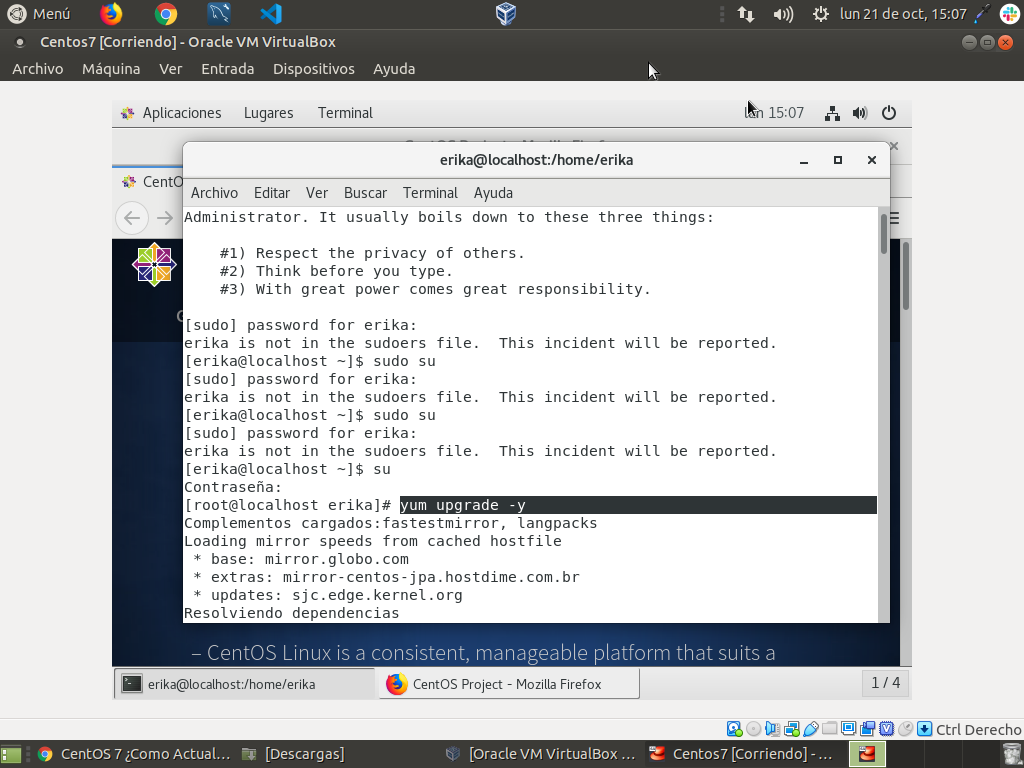 Menú
lun 21 de oct, 15:07
Centos7 [Corriendo] - Oracle VM VirtualBox
Archivo Máquina Ver Entrada Dispositivos Ayuda
Aplicaciones Lugares Terminal
15:07
erika@localhost:/home/erika
CentO
Archivo Editar Ver Buscar Terminal Ayuda
Administrator. It usually boils down to these three things:
#1) Respect the privacy of others.
#2) Think before you type.
#3) With great power comes great responsibility.
[sudo] password for erika:
erika is not in the sudoers file.  This incident will be reported.
[erika@localhost ~]$ sudo su
[sudo] password for erika:
erika is not in the sudoers file.  This incident will be reported.
[erika@localhost ~]$ sudo su
[sudo] password for erika:
erika is not in the sudoers file.  This incident will be reported.
[erika@localhost ~]$ su
Contraseña:
[root@localhost erika]# yum upgrade -y
Complementos cargados:fastestmirror, langpacks
Loading mirror speeds from cached hostfile
* base: mirror.globo.com
* extras: mirror-centos-jpa.hostdime.com.br
* updates: sjc.edge.kernel.org
Resolviendo dependencias
– CentOS Linux is a consistent, manageable platform that suits a
erika@localhost:/home/erika
CentOS Project - Mozilla Firefox
1 / 4
Ctrl Derecho
CentOS 7 ¿Como Actual...
[Descargas]
[Oracle VM VirtualBox ...
Centos7 [Corriendo] - ...